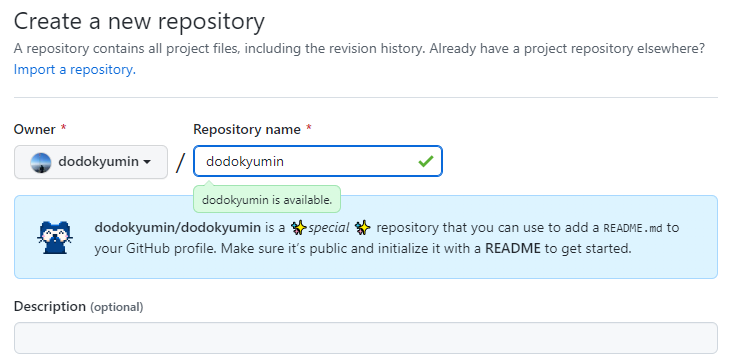 Create a new repository
A repository contains all project files, including the revision history. Already have a project repository elsewhere?
Import a repository.
Owner *
Repository name *
dodokyumin
/
dodokyumin
dodokyumin is available.
dodokyumin/dodokyumin is a ✨special ✨ repository that you can use to add a README.md to
your GitHub profile. Make sure it's public and initialize it with a README to get started.
Description (optional)